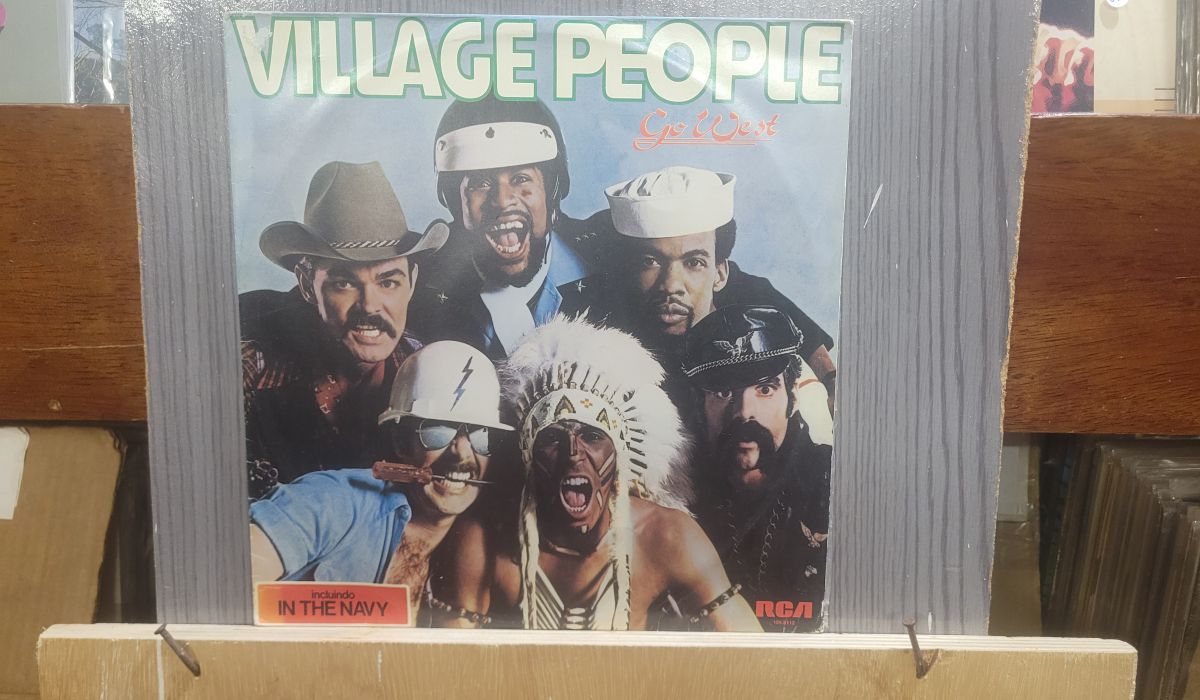 VILLAGE PEOPLE
Go West
incluindo
IN THE NAVY
RCA